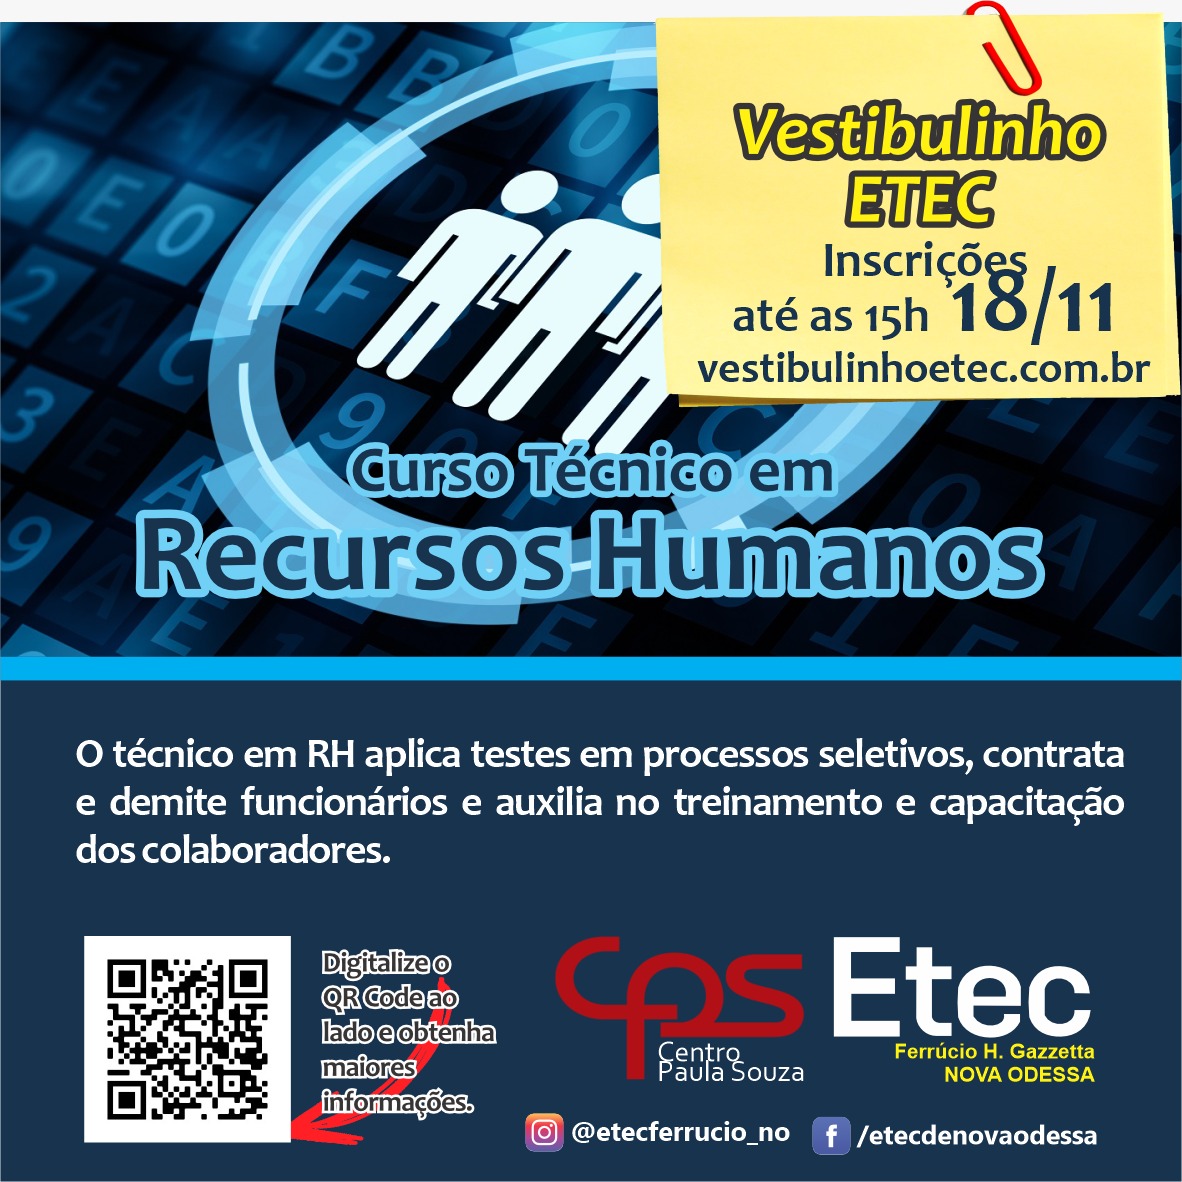 Vestibulinho
ETEC
Inscrições
até as 15h 18/11
vestibulinhoetec.com.br
Curso Técnico em
Recursos Humanos
O técnico em RH aplica testes em processos seletivos, contrata
e demite funcionários e auxilia no treinamento e capacitação
dos colaboradores.
Digitalize o
QR Code ao
lado e obtenha
maiores
informações.
cps
Centro
Paula Souza
Etec
Ferrúcio H. Gazzetta
NOVA ODESSA
@etecferrucio_no
/etecdenovaodessa